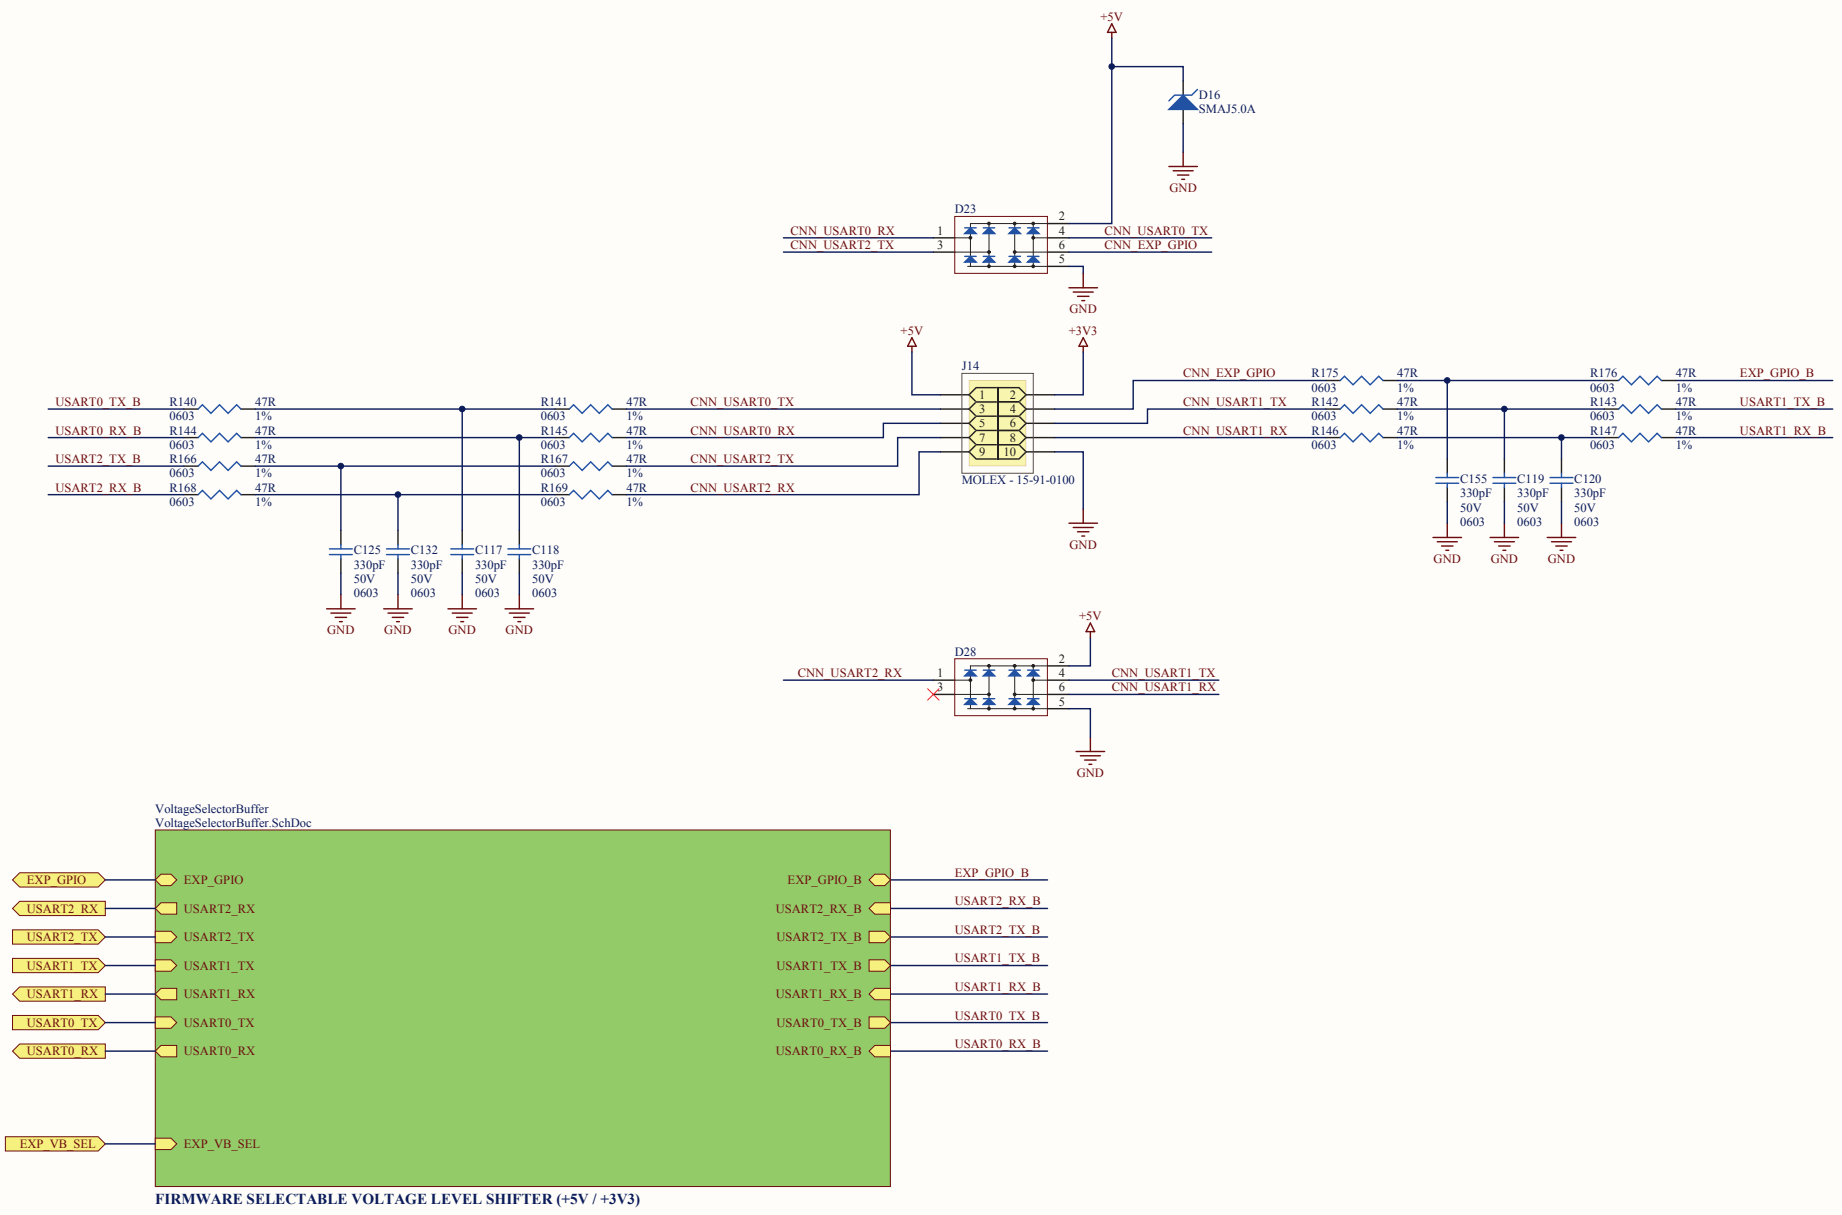 +5V
D16
SMAJ5.0A
GND
D23
CNN_USART0_RX 1
CNN_USART2_TX 3
2
4 CNN_USART0_TX
6 CNN_EXP_GPIO
5
GND
+5V
+3V3
J14
1 2
3 4
5 6
7 8
9 10
MOLEX - 15-91-0100
GND
USART0_TX_B R140 47R R141 47R CNN_USART0_TX
0603 1% 0603 1%
USART0_RX_B R144 47R R145 47R CNN_USART0_RX
0603 1% 0603 1%
USART2_TX_B R166 47R R167 47R CNN_USART2_TX
0603 1% 0603 1%
USART2_RX_B R168 47R R169 47R CNN_USART2_RX
0603 1% 0603 1%
C125 C132 C117 C118
330pF 330pF 330pF 330pF
50V 50V 50V 50V
0603 0603 0603 0603
GND GND GND GND
CNN_EXP_GPIO R175 47R R176 47R EXP_GPIO_B
0603 1% 0603 1%
CNN_USART1_TX R142 47R R143 47R USART1_TX_B
0603 1% 0603 1%
CNN_USART1_RX R146 47R R147 47R USART1_RX_B
0603 1% 0603 1%
C155 C119 C120
330pF 330pF 330pF
50V 50V 50V
0603 0603 0603
GND GND GND
+5V
D28
CNN_USART2_RX 1
3
2
4 CNN_USART1_TX
6 CNN_USART1_RX
5
GND
VoltageSelectorBuffer
VoltageSelectorBuffer.SchDoc
EXP_GPIO EXP_GPIO EXP_GPIO_B EXP_GPIO_B
USART2_RX USART2_RX USART2_RX_B USART2_RX_B
USART2_TX USART2_TX USART2_TX_B USART2_TX_B
USART1_TX USART1_TX USART1_TX_B USART1_TX_B
USART1_RX USART1_RX USART1_RX_B USART1_RX_B
USART0_TX USART0_TX USART0_TX_B USART0_TX_B
USART0_RX USART0_RX USART0_RX_B USART0_RX_B
EXP_VB_SEL EXP_VB_SEL
FIRMWARE SELECTABLE VOLTAGE LEVEL SHIFTER (+5V / +3V3)